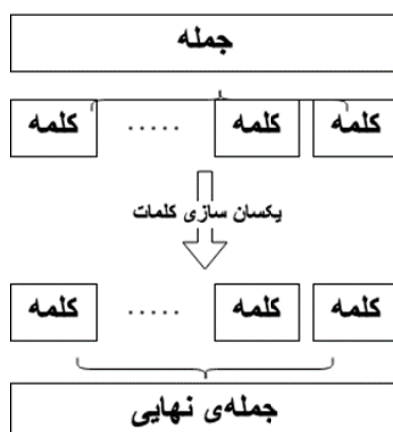 جمله
کلمه کلمه ..... کلمه
یکسان سازی کلمات
کلمه کلمه ..... کلمه
جمله‌ی نهایی